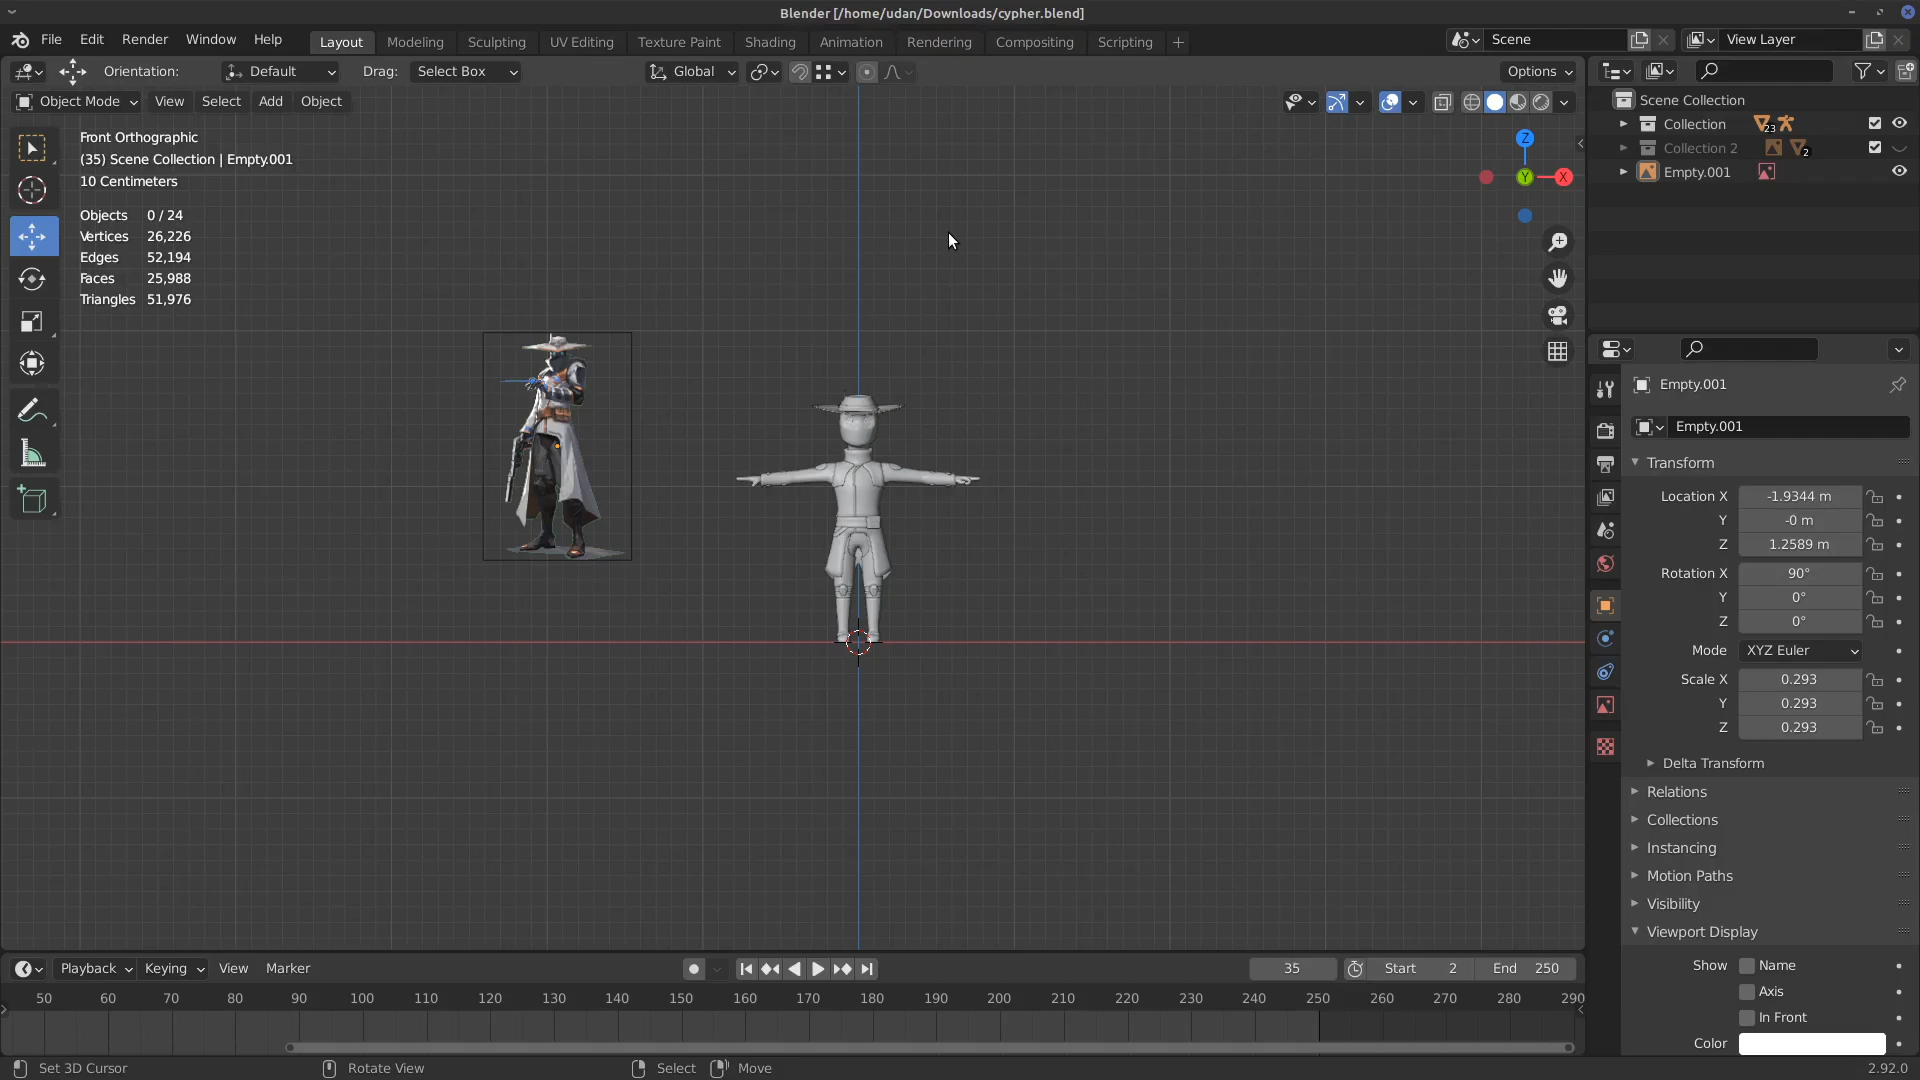 Blender [/home/udan/Downloads/cypher.blend]
File Edit Render Window Help
Layout Modeling Sculpting UV Editing Texture Paint Shading Animation Rendering Compositing Scripting
Scene
View Layer
Orientation: Default Drag: Select Box Global Options
Object Mode View Select Add Object
Front Orthographic
(35) Scene Collection | Empty.001
10 Centimeters
Objects 0 / 24
Vertices 26,226
Edges 52,194
Faces 25,988
Triangles 51,976
Z
Y
X
Scene Collection
Collection 23
Collection 2 2
Empty.001
Empty.001
Empty.001
Transform
Location X -1.9344 m
Y -0 m
Z 1.2589 m
Rotation X 90°
Y 0°
Z 0°
Mode XYZ Euler
Scale X 0.293
Y 0.293
Z 0.293
Delta Transform
Relations
Collections
Instancing
Motion Paths
Visibility
Viewport Display
Show Name
Axis
In Front
Color
Playback Keying View Marker
35 Start 2 End 250
50 60 70 80 90 100 110 120 130 140 150 160 170 180 190 200 210 220 230 240 250 260 270 280 290
Set 3D Cursor Rotate View Select Move 2.92.0